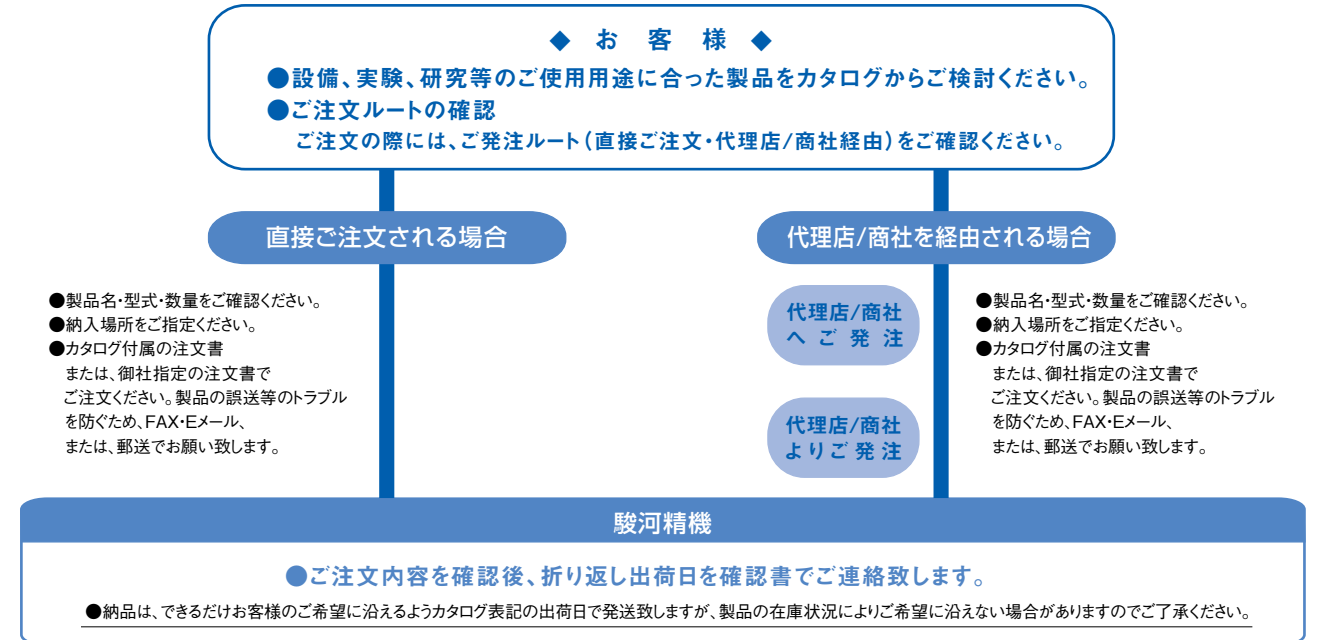 ◆ お 客 様 ◆
●設備、実験、研究等のご使用用途に合った製品をカタログからご検討ください。
●ご注文ルートの確認
ご注文の際には、ご発注ルート(直接ご注文・代理店/商社経由)をご確認ください。
直接ご注文される場合
●製品名・型式・数量をご確認ください。
●納入場所をご指定ください。
●カタログ付属の注文書
または、御社指定の注文書で
ご注文ください。製品の誤送等のトラブル
を防ぐため、FAX・Eメール、
または、郵送でお願い致します。
代理店/商社を経由される場合
代理店/商社
へ ご 発 注
代理店/商社
よりご 発 注
●製品名・型式・数量をご確認ください。
●納入場所をご指定ください。
●カタログ付属の注文書
または、御社指定の注文書で
ご注文ください。製品の誤送等のトラブル
を防ぐため、FAX・Eメール、
または、郵送でお願い致します。
駿河精機
●ご注文内容を確認後、折り返し出荷日を確認書でご連絡致します。
●納品は、できるだけお客様のご希望に沿えるようカタログ表記の出荷日で発送致しますが、製品の在庫状況によりご希望に沿えない場合がありますのでご了承ください。